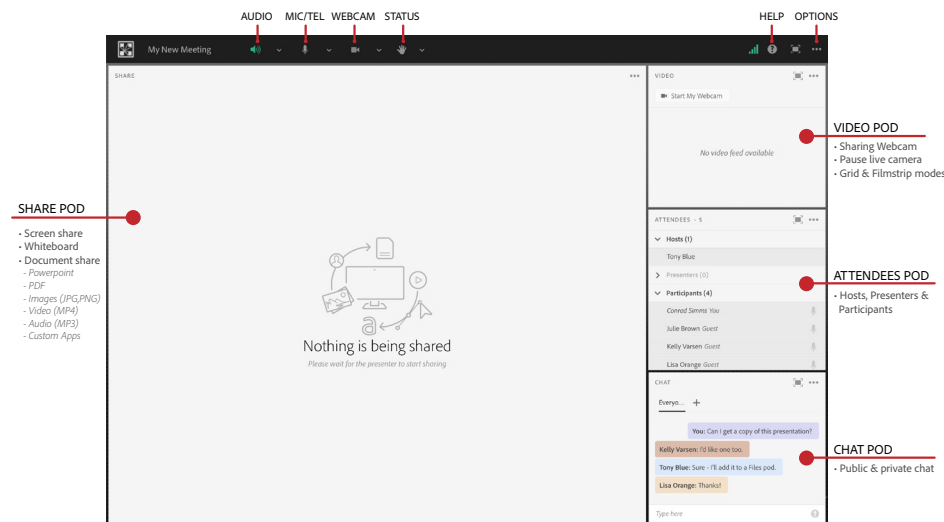 AUDIO MIC/TEL WEBCAM STATUS HELP OPTIONS
My New Meeting
SHARE
VIDEO
Start My Webcam
No video feed available
VIDEO POD
• Sharing Webcam
• Pause live camera
• Grid & Filmstrip modes
SHARE POD
• Screen share
• Whiteboard
• Document share
- Powerpoint
- PDF
- Images (JPG,PNG)
- Video (MP4)
- Audio (MP3)
- Custom Apps
a
Nothing is being shared
Please wait for the presenter to start sharing
ATTENDEES - 5
Hosts (1)
Tony Blue
Presenters (0)
Participants (4)
Conrad Simms You
Julie Brown Guest
Kelly Varsen Guest
Lisa Orange Guest
ATTENDEES POD
• Hosts, Presenters &
Participants
CHAT
Everyo... +
You: Can I get a copy of this presentation?
Kelly Varsen: I'd like one too.
Tony Blue: Sure - I'll add it to a Files pod.
Lisa Orange: Thanks!
Type here
CHAT POD
• Public & private chat